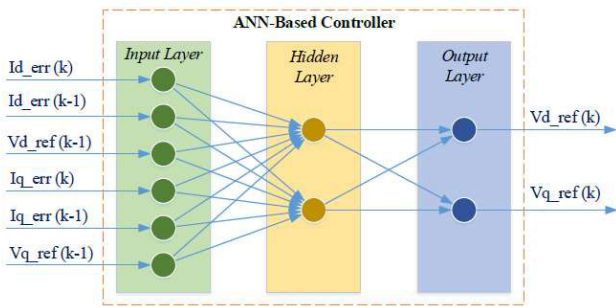 ANN-Based Controller
Input Layer
Hidden
Layer
Output
Layer
Id_err (k)
Id_err (k-1)
Vd_ref (k-1)
Iq_err (k)
Iq_err (k-1)
Vq_ref (k-1)
Vd_ref (k)
Vq_ref (k)